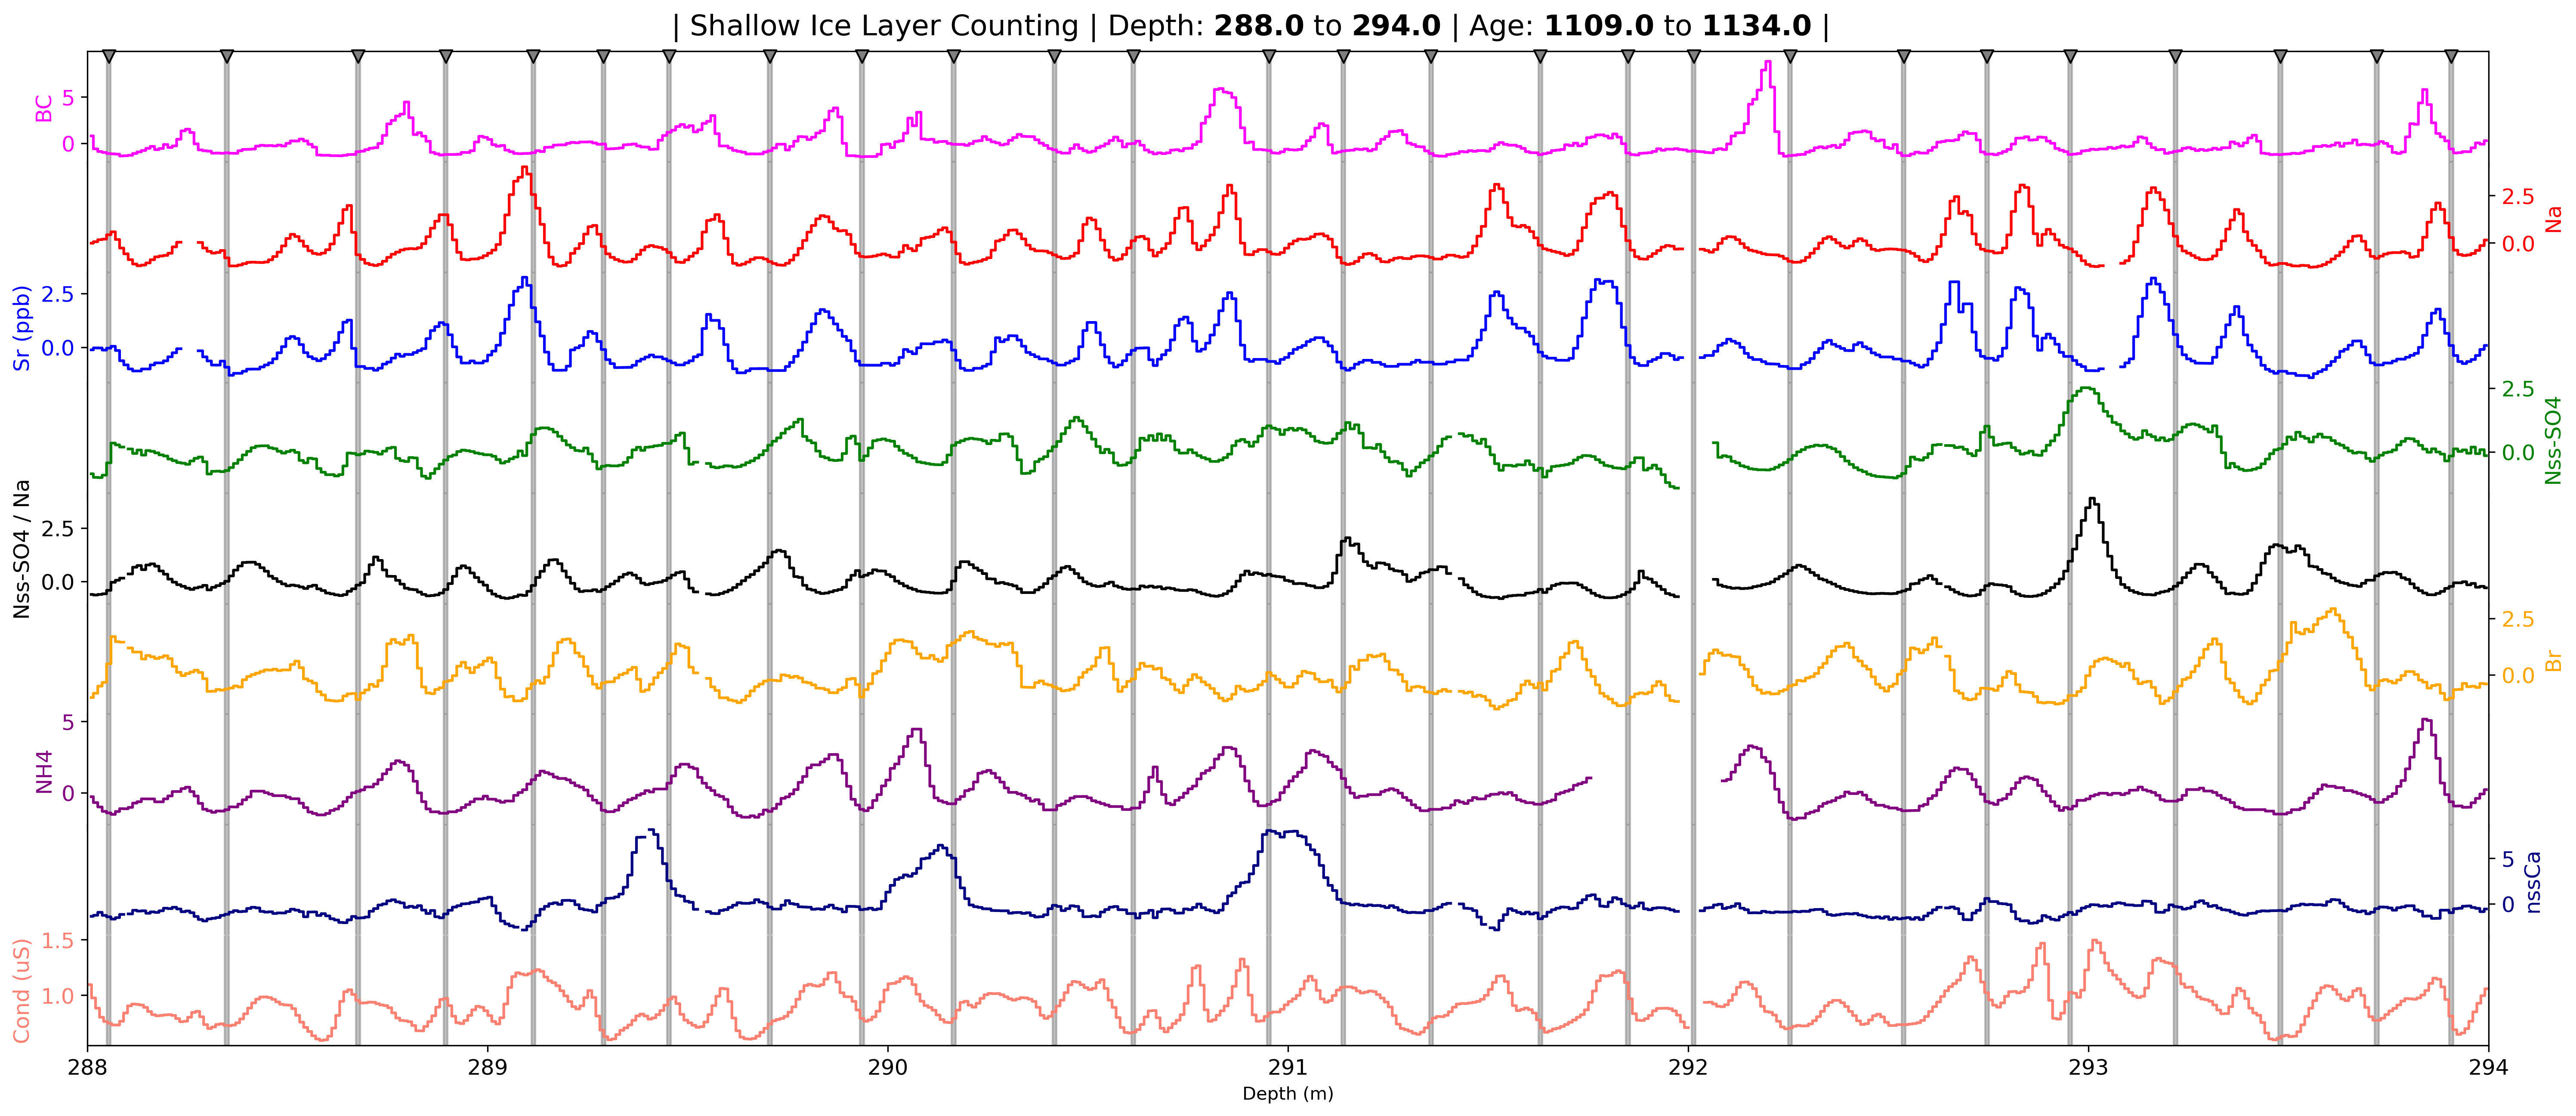 | Shallow Ice Layer Counting | Depth: 288.0 to 294.0 | Age: 1109.0 to 1134.0 |
BC
5
0
2.5
0.0
Na
Sr (ppb)
2.5
0.0
2.5
0.0
Nss-SO4
Nss-SO4 / Na
2.5
0.0
2.5
0.0
Br
NH4
5
0
5
0
nssCa
Cond (uS)
1.5
1.0
288
289
290
291
292
293
294
Depth (m)